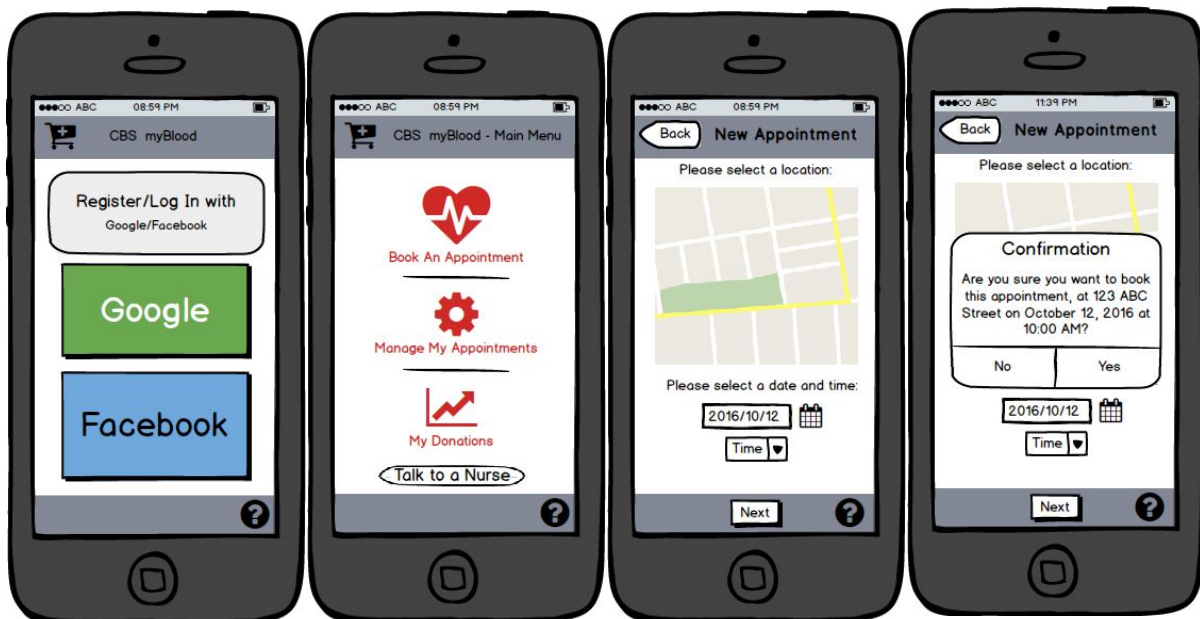 ●●●○○ ABC 08:59 PM
CBS myBlood
Register/Log In with
Google/Facebook
Google
Facebook
?
●●●○○ ABC 08:59 PM
CBS myBlood - Main Menu
Book An Appointment
Manage My Appointments
My Donations
Talk to a Nurse
?
●●●○○ ABC 08:59 PM
Back New Appointment
Please select a location:
Please select a date and time:
2016/10/12
Time
Next ?
●●●○○ ABC 11:39 PM
Back New Appointment
Please select a location:
Confirmation
Are you sure you want to book
this appointment, at 123 ABC
Street on October 12, 2016 at
10:00 AM?
No Yes
2016/10/12
Time
Next ?